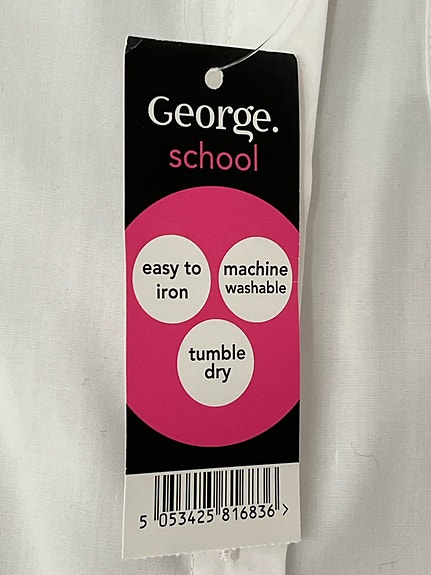 George.
school
easy to
iron
machine
washable
tumble
dry
5 053425 816836 >